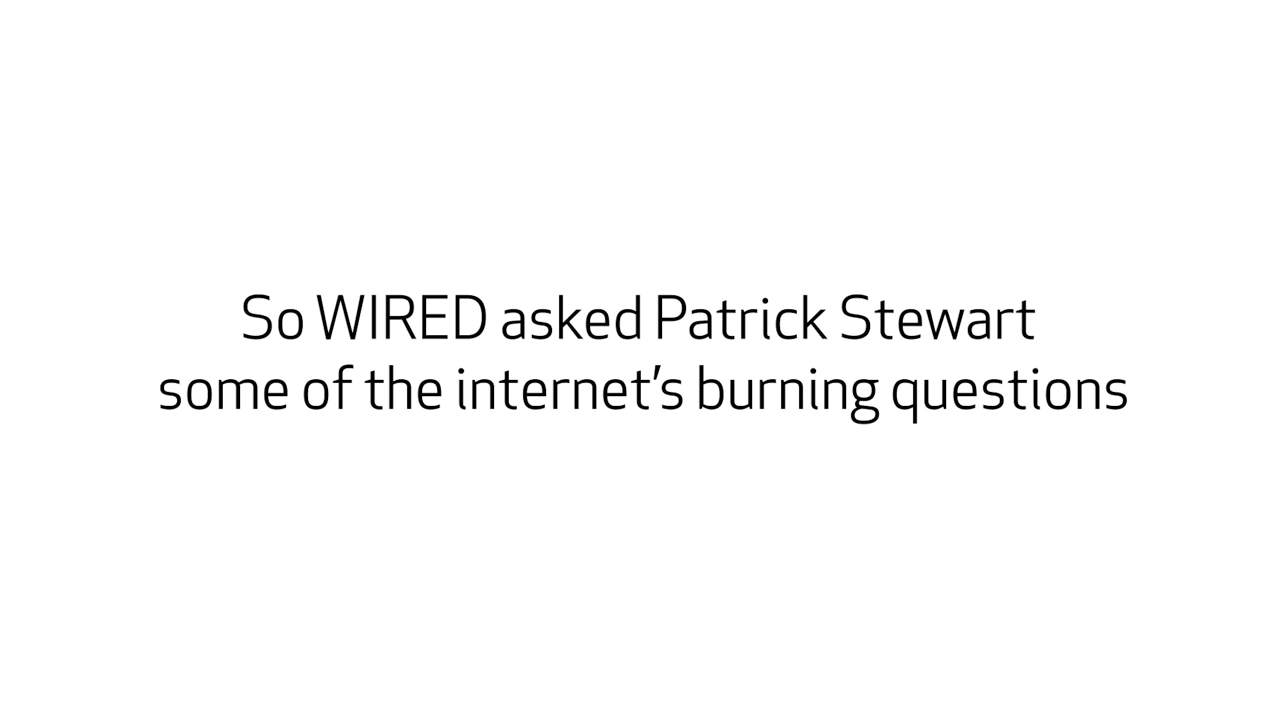 So WIRED asked Patrick Stewart
some of the internet's burning questions